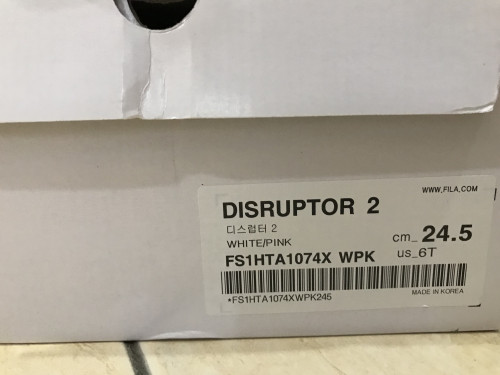 WWW.FILA.COM
DISRUPTOR 2
디스럽터 2
WHITE/PINK
cm_ 24.5
FS1HTA1074X WPK
us_6T
*FS1HTA1074XWPK245
MADE IN KOREA